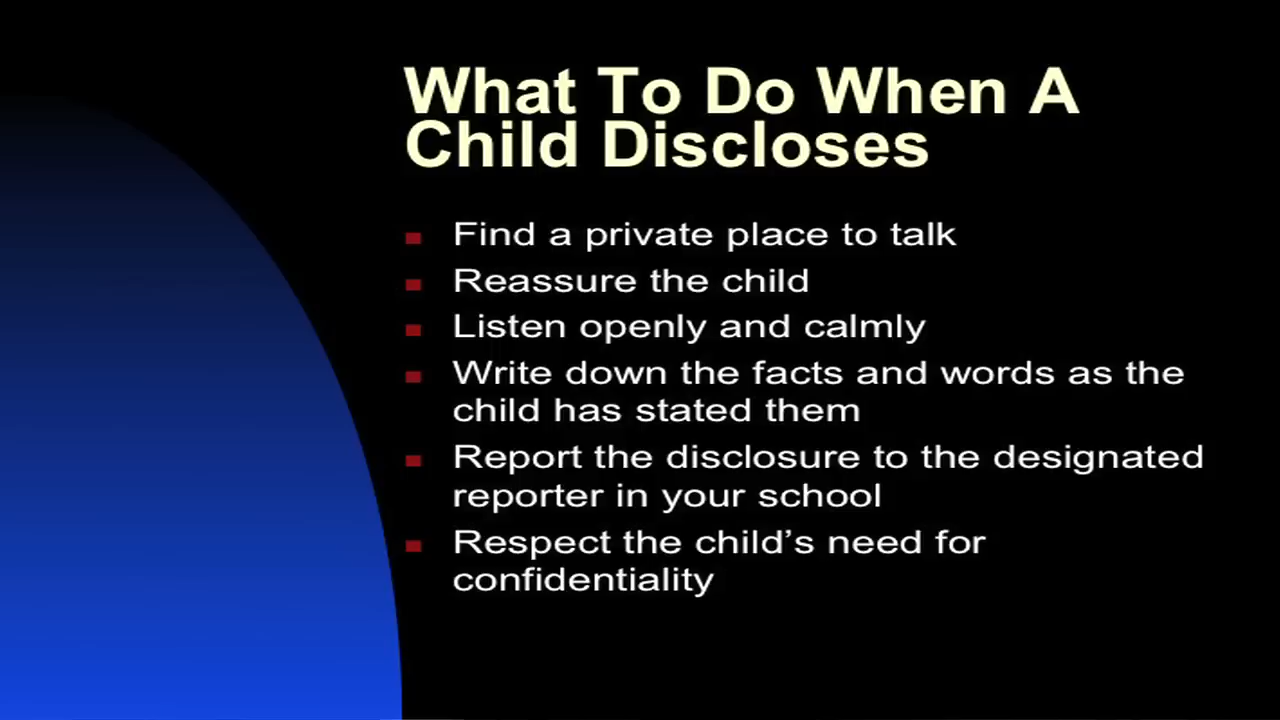 What To Do When A
Child Discloses
Find a private place to talk
Reassure the child
Listen openly and calmly
Write down the facts and words as the
child has stated them
Report the disclosure to the designated
reporter in your school
Respect the child’s need for
confidentiality